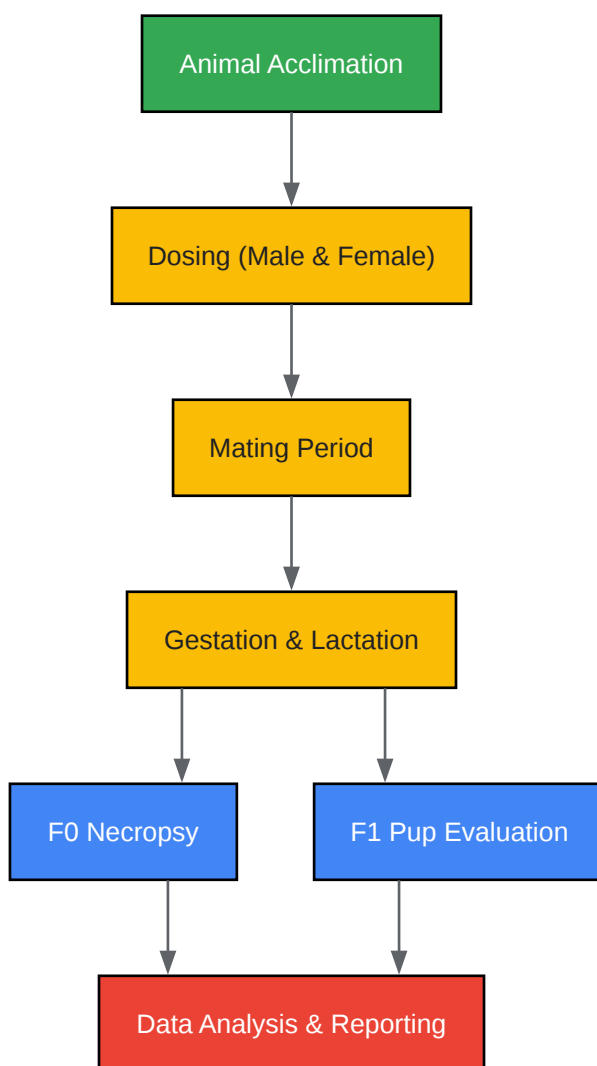 Animal Acclimation
Dosing (Male & Female)
Mating Period
Gestation & Lactation
F0 Necropsy
F1 Pup Evaluation
Data Analysis & Reporting